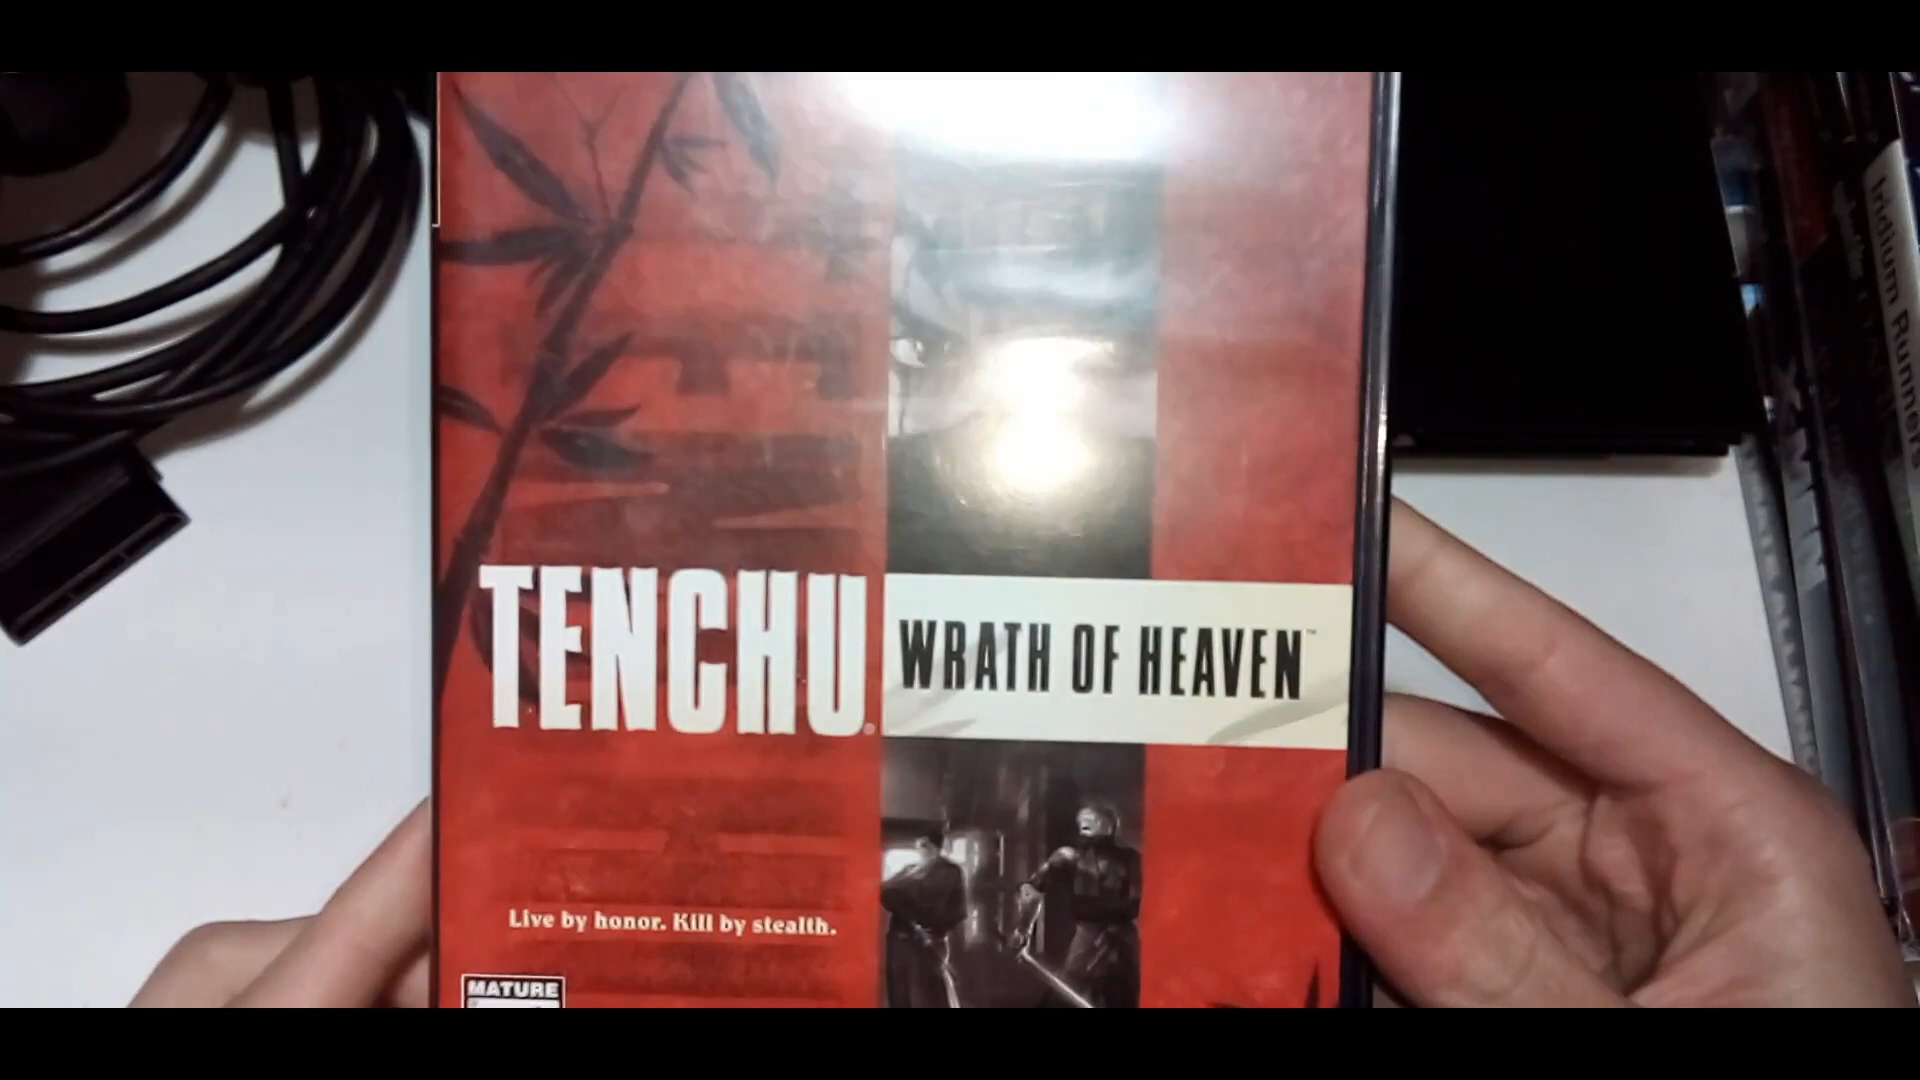 TENCHU®
WRATH OF HEAVEN™
Live by honor. Kill by stealth.
MATURE
Iridium Runners